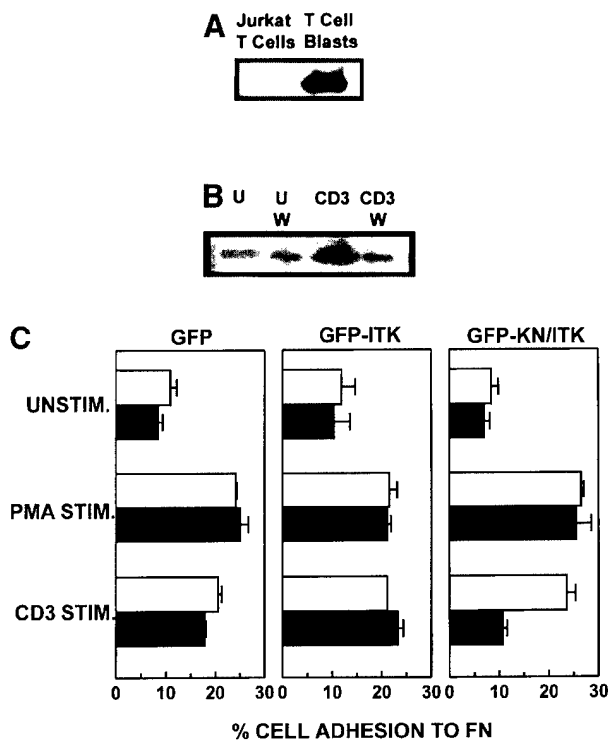 A
Jurkat T Cell
T Cells Blasts
B
U U CD3 CD3
W W
C
GFP GFP-ITK GFP-KN/ITK
UNSTIM.
PMA STIM.
CD3 STIM.
0 10 20 30 0 10 20 30 0 10 20 30
% CELL ADHESION TO FN